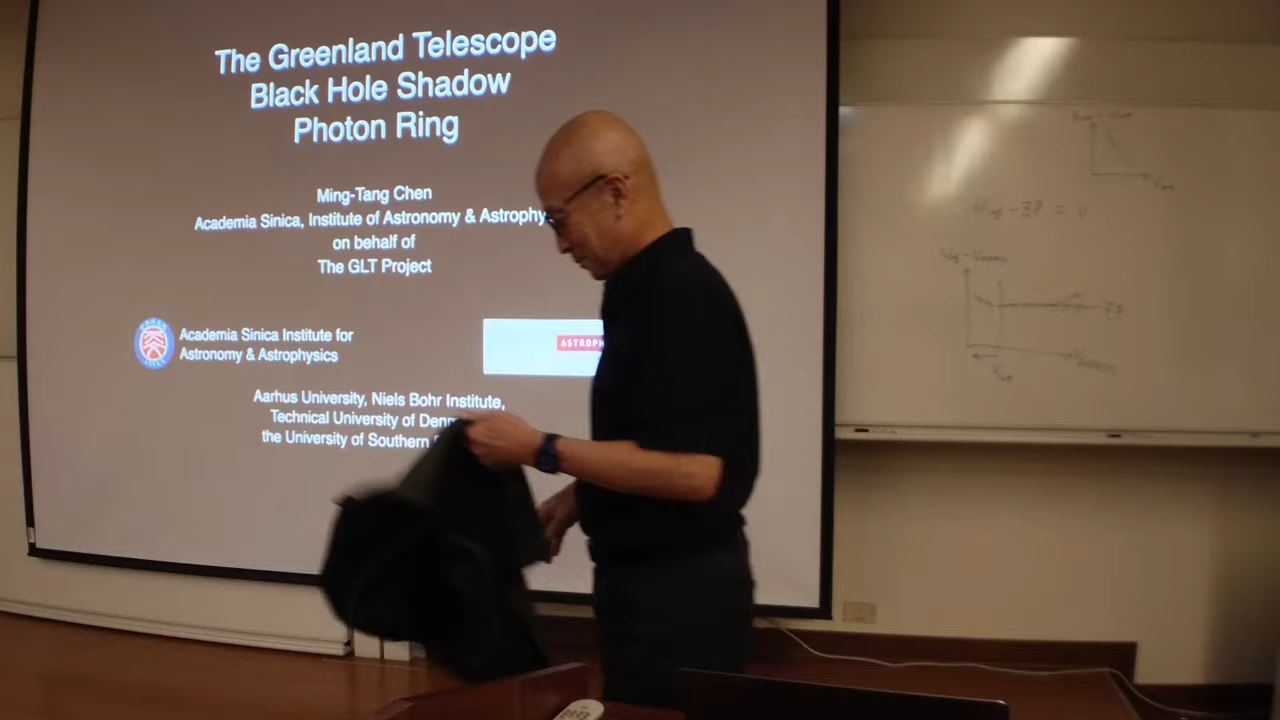 The Greenland Telescope
Black Hole Shadow
Photon Ring
Ming-Tang Chen
Academia Sinica, Institute of Astronomy & Astrophy
on behalf of
The GLT Project
Academia Sinica Institute for
Astronomy & Astrophysics
ASTROPH
Aarhus University, Niels Bohr Institute,
Technical University of Den
the University of Southern